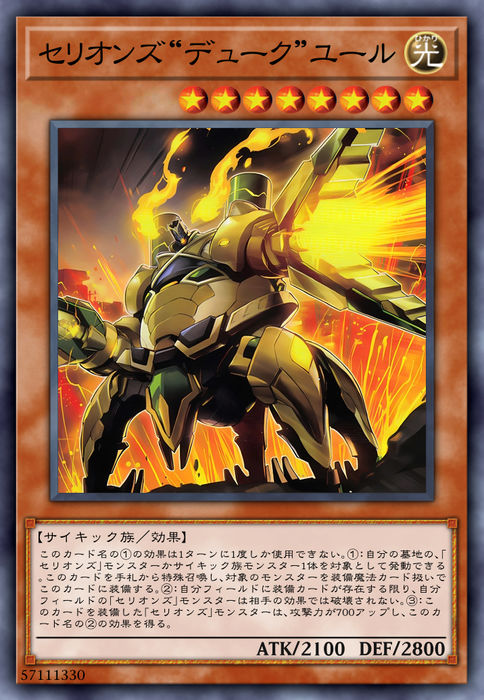 セリオンズ“デューク”ユール
ひかり
光
【サイキック族／効果】
このカード名の①の効果は1ターンに1度しか使用できない。①：自分の墓地の、「
セリオンズ」モンスターかサイキック族モンスター1体を対象として発動できる
。このカードを手札から特殊召喚し、対象のモンスターを装備魔法カード扱いで
このカードに装備する。②：自分フィールドに装備カードが存在する限り、自分
フィールドの「セリオンズ」モンスターは相手の効果では破壊されない。③：こ
のカードを装備した「セリオンズ」モンスターは、攻撃力が700アップし、このカー
ド名の②の効果を得る。
ATK/2100 DEF/2800
57111330